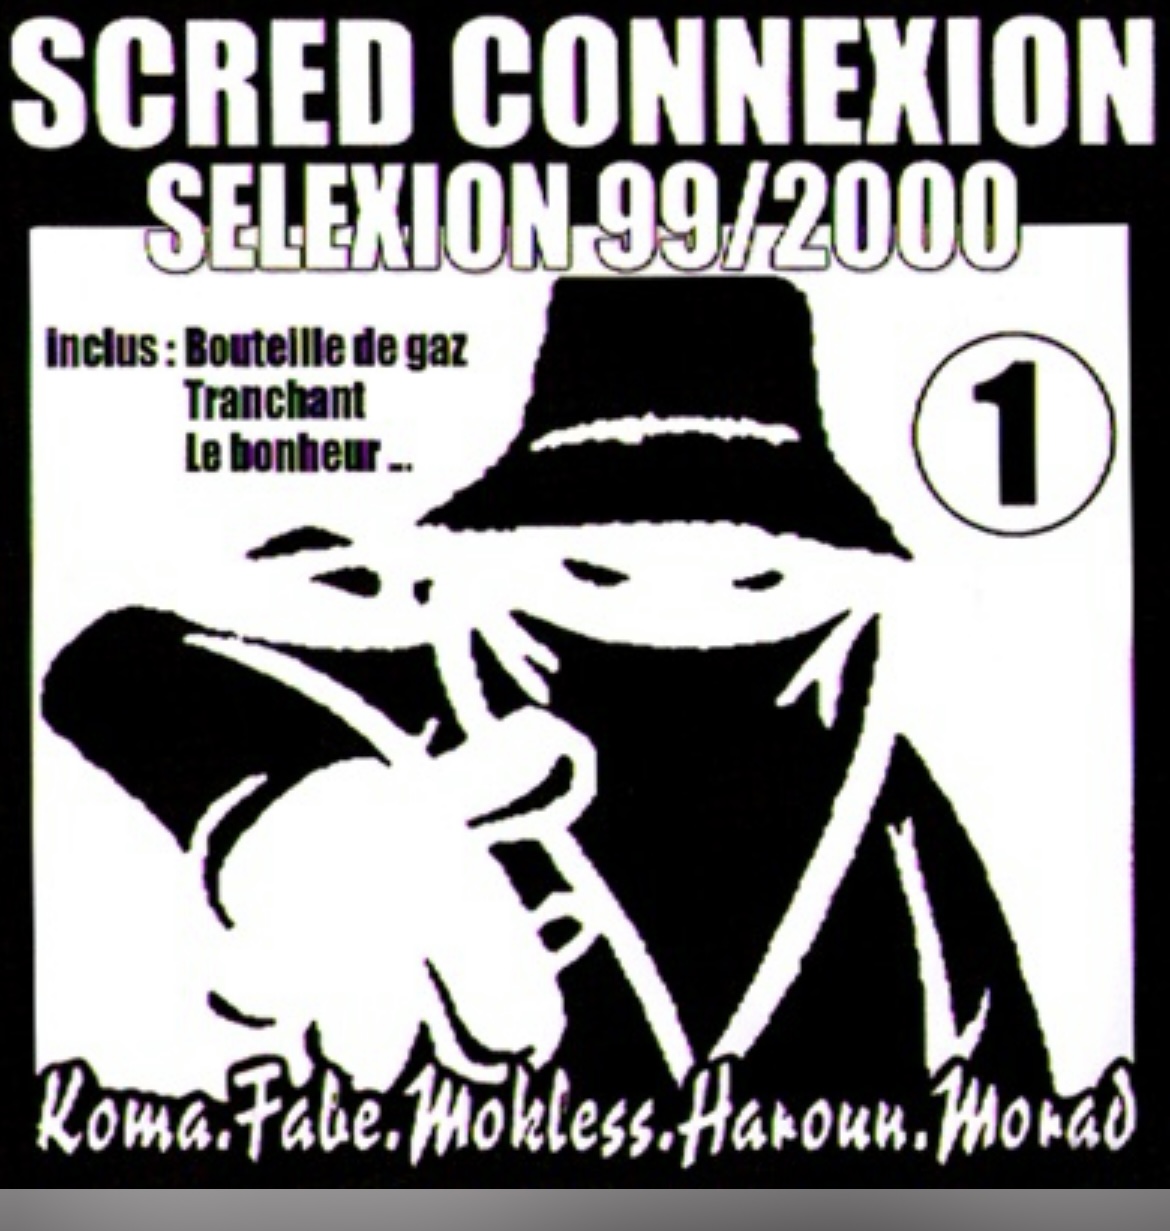 SCRED CONNEXION
SELEXION 99/2000
inclus : Bouteille de gaz
Tranchant
Le bonheur ...
1
Koma.Fabe.Mokless.Haroun.Morad